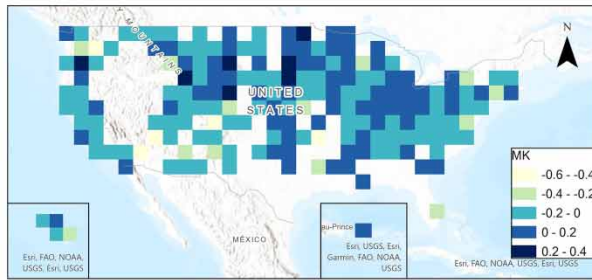 N
Y MOUNTAINS
UNITED
STATES
MÉXICO
MK
-0.6 - -0.4
-0.4 - -0.2
-0.2 - 0
0 - 0.2
0.2 - 0.4
Esri, FAO, NOAA,
USGS, Esri, USGS
au-Prince
Esri, USGS, Esri,
Garmin, FAO, NOAA,
USGS
Esri, FAO, NOAA, USGS, Esri, USGS